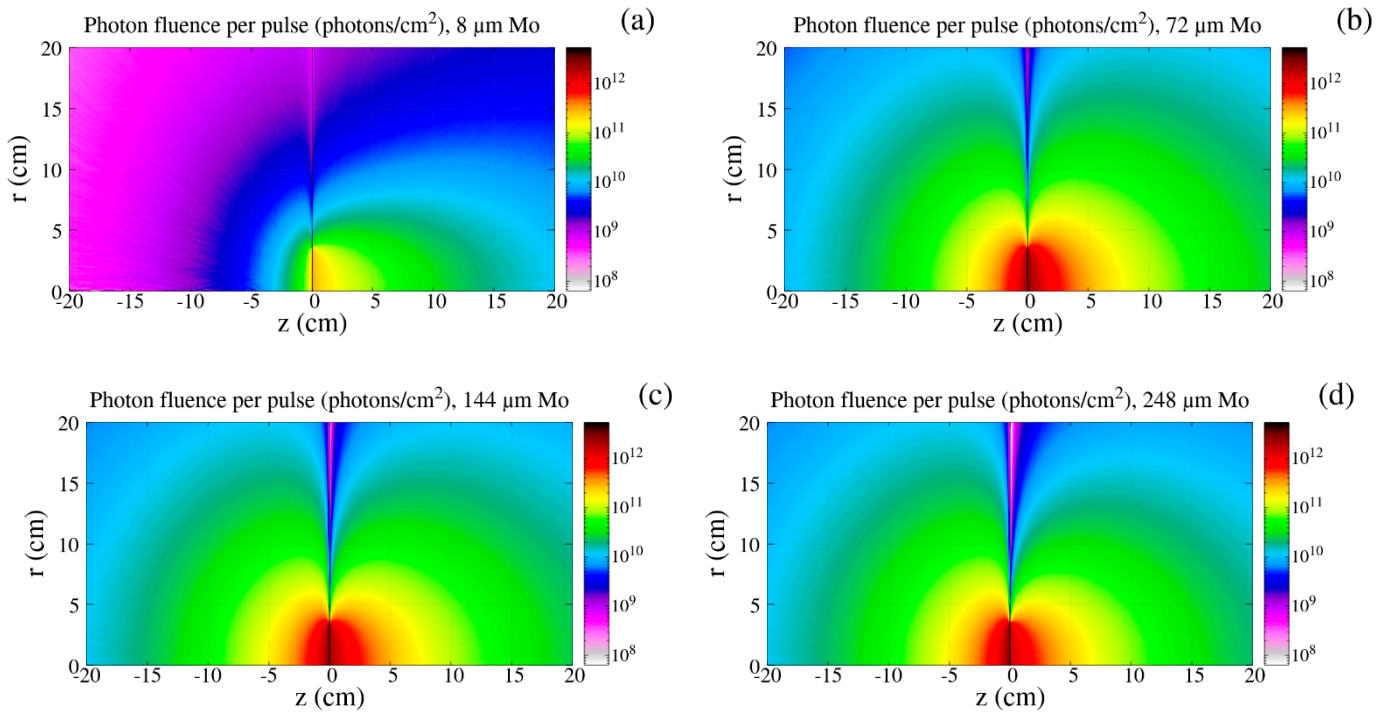 Photon fluence per pulse (photons/cm²), 8 µm Mo
(a)
20
15
10
5
0
r (cm)
-20 -15 -10 -5 0 5 10 15 20
z (cm)
10¹²
10¹¹
10¹⁰
10⁹
10⁸
Photon fluence per pulse (photons/cm²), 72 µm Mo
(b)
20
15
10
5
0
r (cm)
-20 -15 -10 -5 0 5 10 15 20
z (cm)
10¹²
10¹¹
10¹⁰
10⁹
10⁸
Photon fluence per pulse (photons/cm²), 144 µm Mo
(c)
20
15
10
5
0
r (cm)
-20 -15 -10 -5 0 5 10 15 20
z (cm)
10¹²
10¹¹
10¹⁰
10⁹
10⁸
Photon fluence per pulse (photons/cm²), 248 µm Mo
(d)
20
15
10
5
0
r (cm)
-20 -15 -10 -5 0 5 10 15 20
z (cm)
10¹²
10¹¹
10¹⁰
10⁹
10⁸